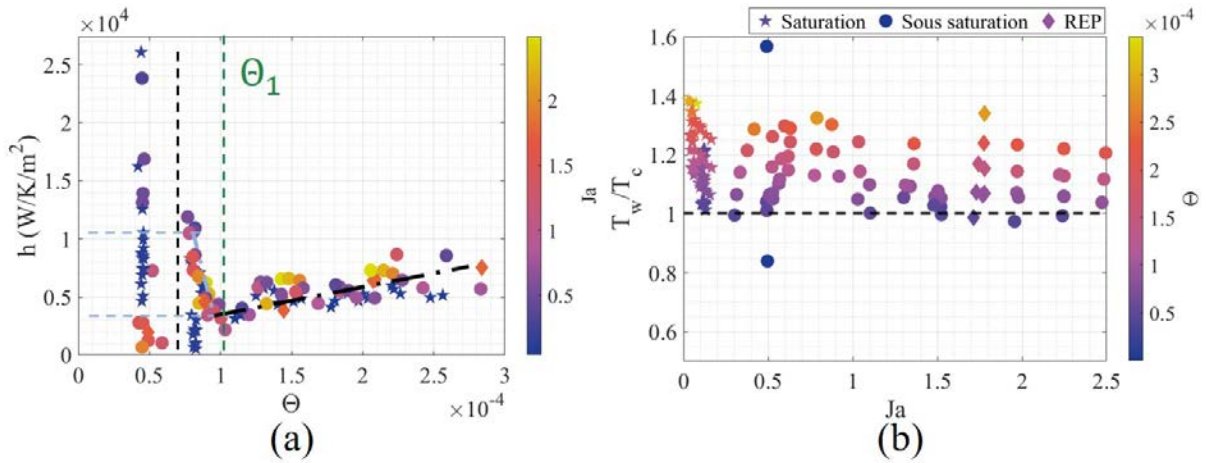 ×10⁴
Θ₁
2.5
2
1.5
1
0.5
0
h (W/K/m²)
0 0.5 1 1.5 2 2.5 3
Θ
×10⁻⁴
2
1.5
1
0.5
Ja
(a)
Saturation Sous saturation REP
×10⁻⁴
1.6
1.4
1.2
1
0.8
0.6
T_w/T_c
0 0.5 1 1.5 2 2.5
Ja
3
2.5
2
1.5
1
0.5
Θ
(b)